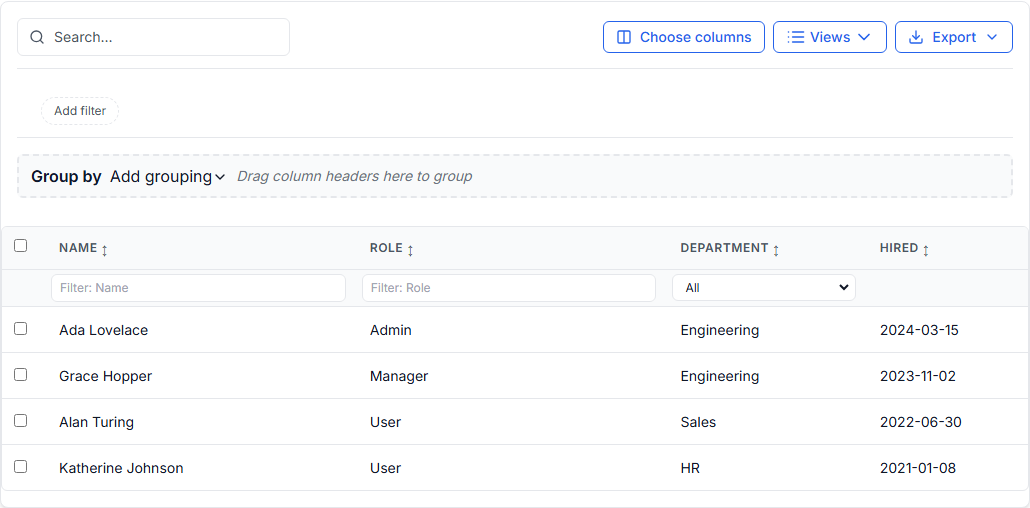 Search... Choose columns Views Export
Add filter
Group by Add grouping Drag column headers here to group
NAME ROLE DEPARTMENT HIRED
Filter: Name Filter: Role All
Ada Lovelace Admin Engineering 2024-03-15
Grace Hopper Manager Engineering 2023-11-02
Alan Turing User Sales 2022-06-30
Katherine Johnson User HR 2021-01-08